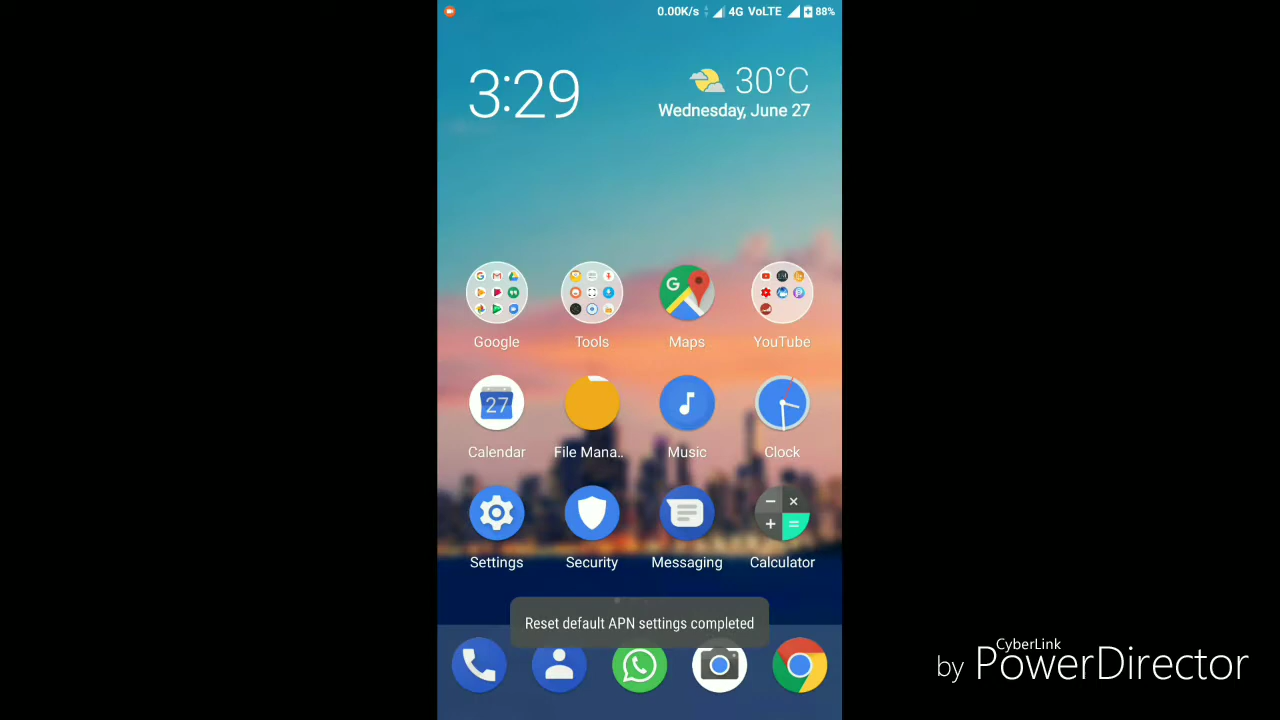 0.00K/s 4G VoLTE 88%
3:29
30°C
Wednesday, June 27
Google Tools Maps YouTube
27
Calendar File Mana.. Music Clock
Settings Security Messaging Calculator
Reset default APN settings completed
CyberLink
by PowerDirector